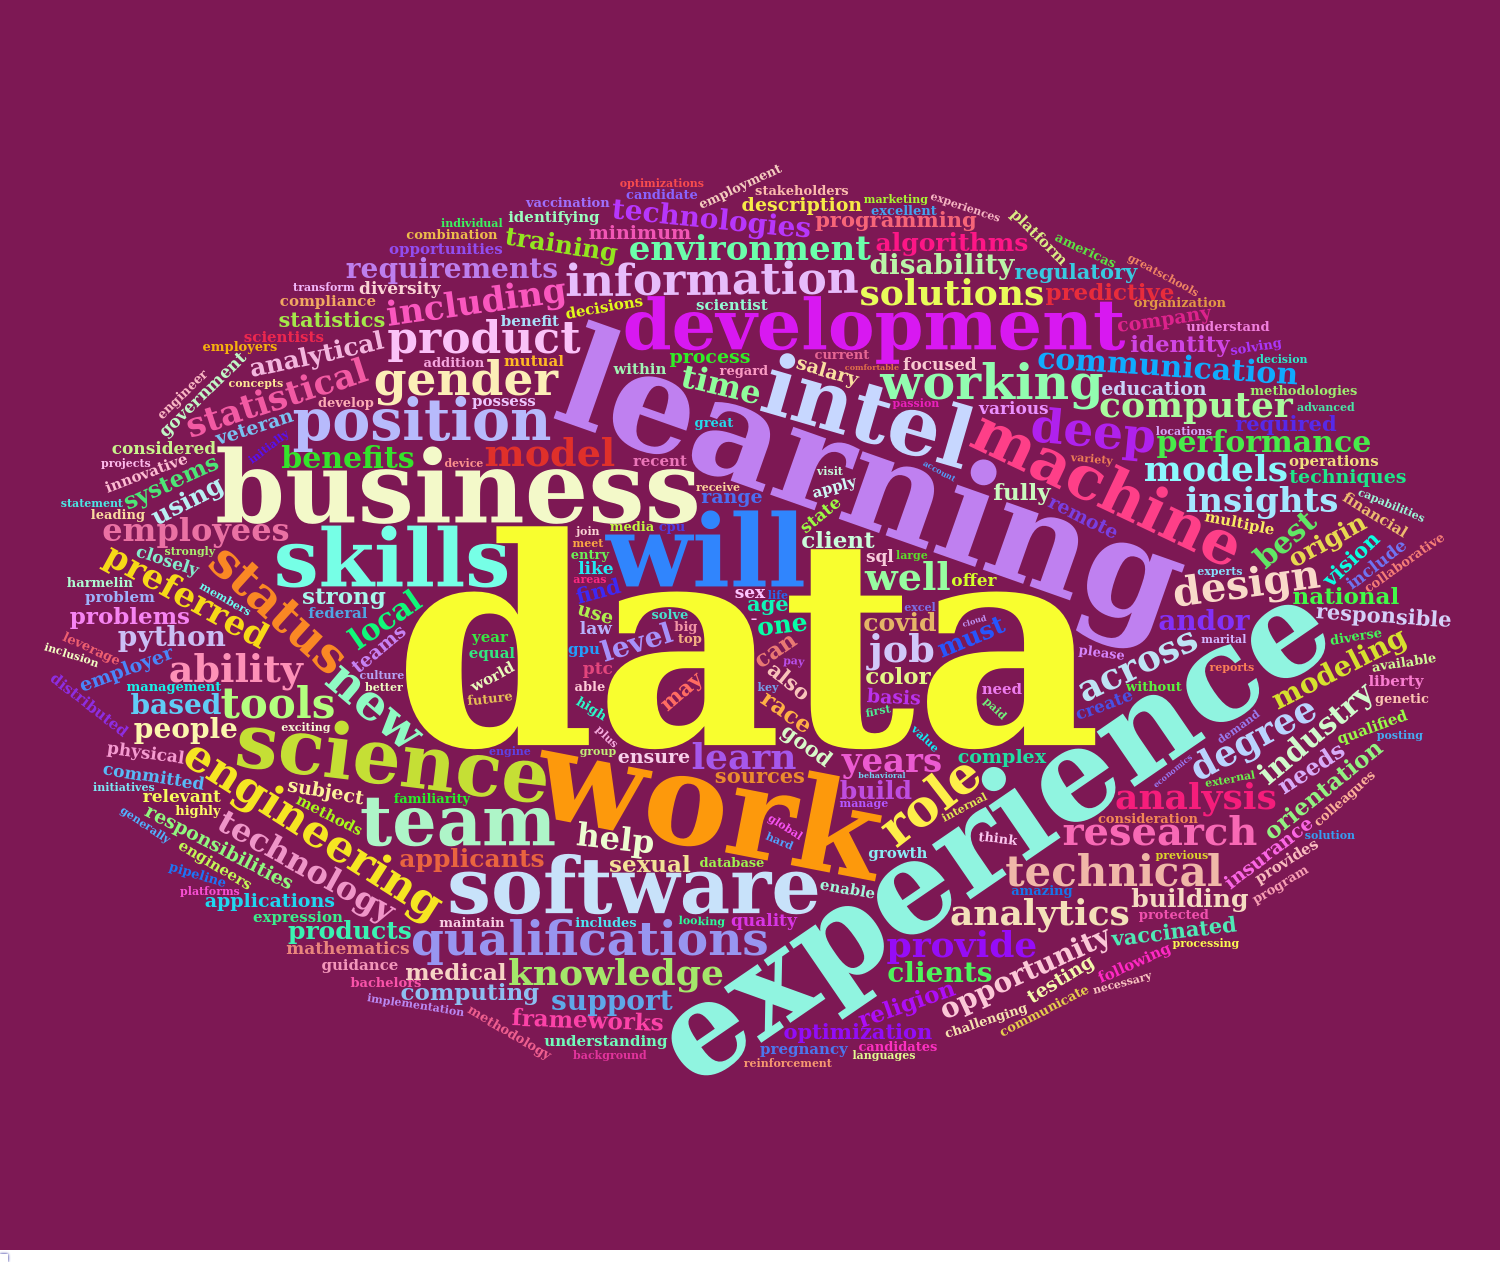 optimizations
candidate
employment
stakeholders
vaccination
description
marketing
excellent
experiences
individual
identifying
technologies
programming
platform
combination
training
minimum
environment
algorithms
americas
opportunities
requirements
information
disability
regulatory
greatschools
transform
diversity
including
decisions
scientist
solutions
predictive
organization
compliance
statistics
product
benefit
development
company
understand
scientists
employers
analytical
addition
mutual
process
current
focused
identity
solving
government
concepts
gender
within
regard
salary
comfortable
communication
decision
engineer
statistical
develop
possess
time
intel
working
education
methodologies
veteran
position
learning
passion
various
computer
advanced
considered
benefits
model
great
deep
locations
required
projects
innovative
systems
device
recent
variety
performance
statement
leading
using
business
receive
range
visit
apply
account
machine
models
operations
techniques
employees
skills
join
media
cpu
will
state
fully
remote
insights
multiple
financial
capabilities
closely
strongly
status
meet
entry
like
areas
client
sql
large
best
origin
vision
include
collaborative
preferred
harmelin
members
strong
find
sex
life
well
offer
design
experts
national
problem
federal
local
data
use
solve
age
excel
covid
cloud
must
andor
responsible
problems
python
teams
year
equal
law
gpu
level
big
top
-
one
job
please
across
marital
diverse
leverage
inclusion
employer
ability
culture
better
world
ptc
can
pay
color
reports
modeling
available
distributed
management
new
future
able
may
also
key
basis
need
without
liberty
genetic
based
tools
high
race
first
paid
create
experience
demand
industry
qualified
people
exciting
science
engine
plus
group
good
value
degree
posting
physical
ensure
learn
years
complex
needs
orientation
committed
initiatives
engineering
subject
work
sources
behavioral
build
economics
external
relevant
highly
methods
familiarity
team
manage
role
internal
analysis
colleagues
generally
responsibilities
technology
help
global
hard
think
consideration
research
insurance
solution
engineers
applicants
sexual
database
growth
previous
provides
pipeline
platforms
applications
software
enable
technical
amazing
building
program
expression
products
maintain
includes
looking
quality
analytics
protected
mathematics
qualifications
provide
opportunity
vaccinated
processing
guidance
medical
knowledge
clients
testing
following
bachelors
computing
support
religion
necessary
implementation
methodology
frameworks
optimization
challenging
communicate
understanding
pregnancy
candidates
background
reinforcement
languages